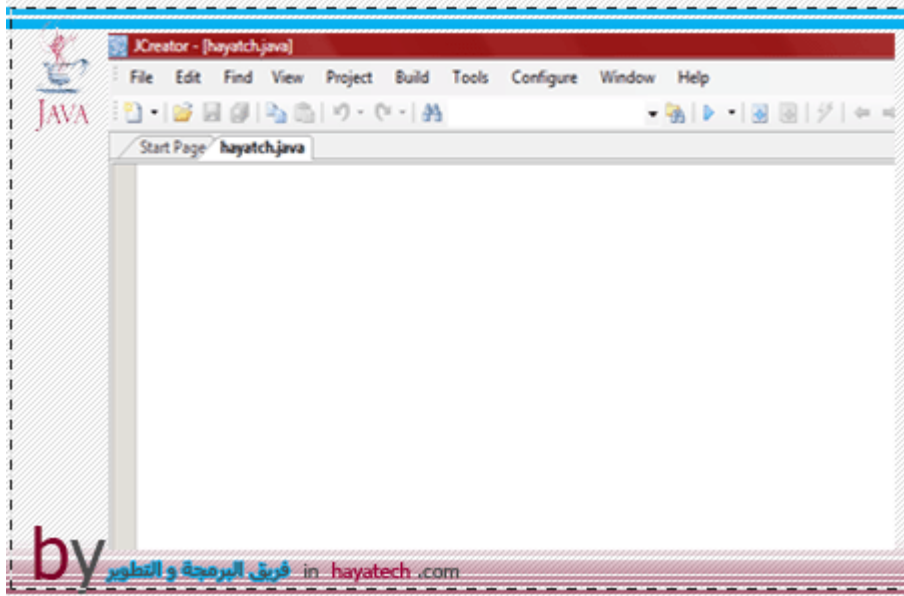 JCreator - [hayatch.java]
File Edit Find View Project Build Tools Configure Window Help
JAVA
Start Page hayatch.java
by فريق البرمجة و التطوير in hayatech .com